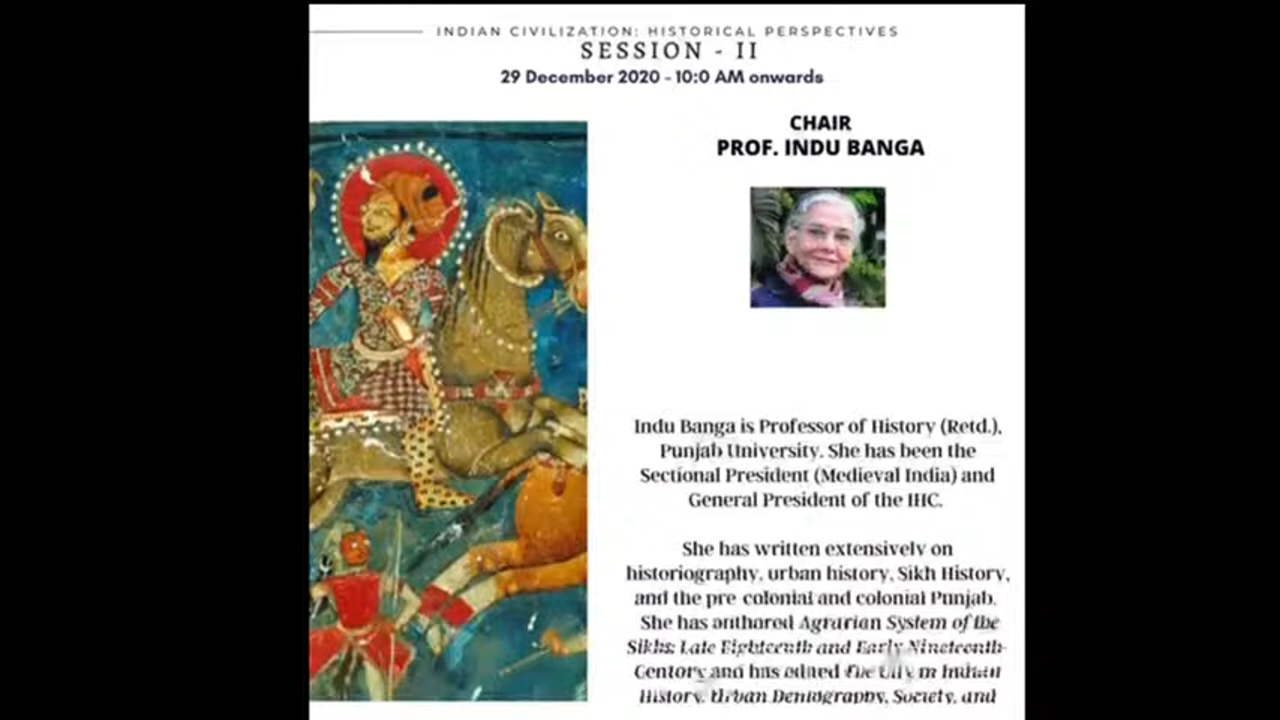 INDIAN CIVILIZATION: HISTORICAL PERSPECTIVES
SESSION - II
29 December 2020 - 10:0 AM onwards
CHAIR
PROF. INDU BANGA
Indu Banga is Professor of History (Retd.),
Punjab University. She has been the
Sectional President (Medieval India) and
General President of the IHC.
She has written extensively on
historiography, urban history, Sikh History,
and the pre-colonial and colonial Punjab.
She has authored Agrarian System of the
Sikhs: Late Eighteenth and Early Nineteenth
Century and has edited The City in Indian
History. Urban Demography, Society, and